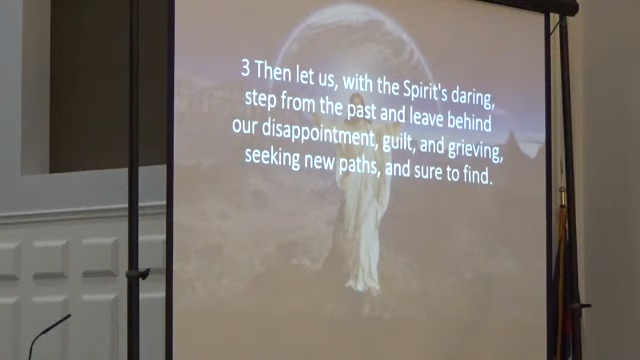 3 Then let us, with the Spirit's daring,
step from the past and leave behind
our disappointment, guilt, and grieving,
seeking new paths, and sure to find.